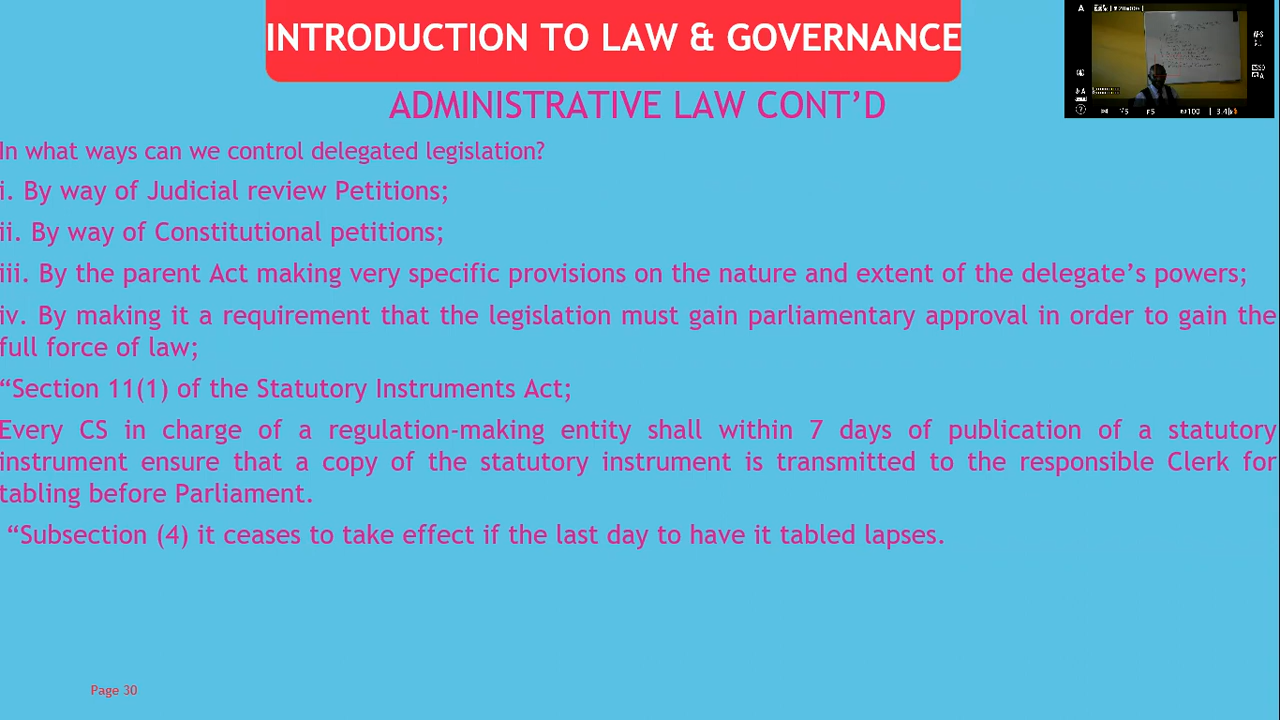 INTRODUCTION TO LAW & GOVERNANCE
ADMINISTRATIVE LAW CONT’D
In what ways can we control delegated legislation?
i. By way of Judicial review Petitions;
ii. By way of Constitutional petitions;
iii. By the parent Act making very specific provisions on the nature and extent of the delegate’s powers;
iv. By making it a requirement that the legislation must gain parliamentary approval in order to gain the
full force of law;
“Section 11(1) of the Statutory Instruments Act;
Every CS in charge of a regulation-making entity shall within 7 days of publication of a statutory
instrument ensure that a copy of the statutory instrument is transmitted to the responsible Clerk for
tabling before Parliament.
“Subsection (4) it ceases to take effect if the last day to have it tabled lapses.
Page 30